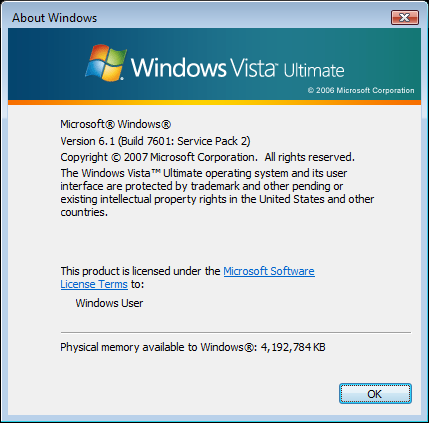 About Windows
Windows Vista™ Ultimate
© 2006 Microsoft Corporation
Microsoft® Windows®
Version 6.1 (Build 7601: Service Pack 2)
Copyright © 2007 Microsoft Corporation. All rights reserved.
The Windows Vista™ Ultimate operating system and its user
interface are protected by trademark and other pending or
existing intellectual property rights in the United States and other
countries.
This product is licensed under the Microsoft Software
License Terms to:
Windows User
Physical memory available to Windows®: 4,192,784 KB
OK